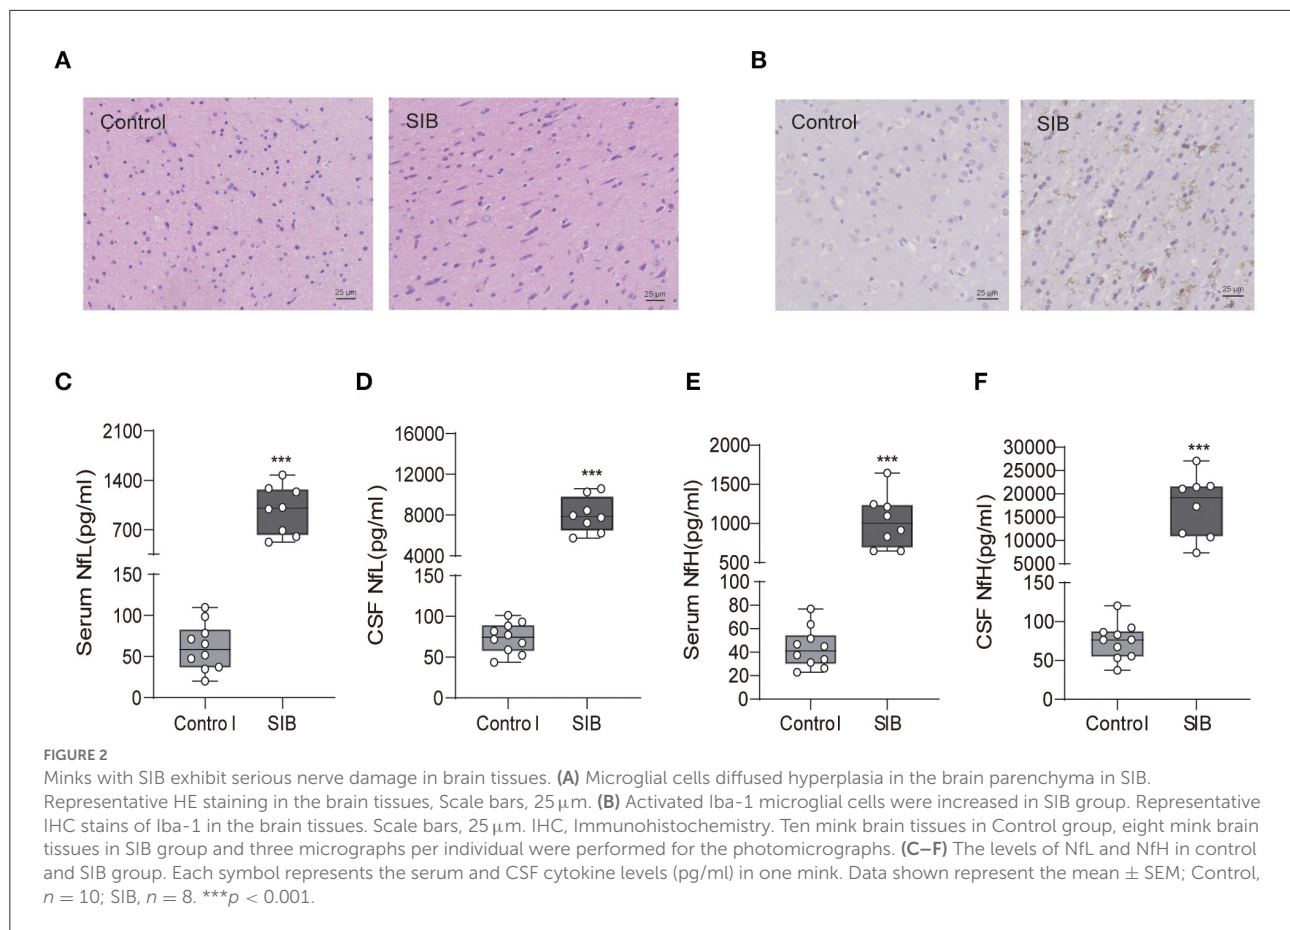 A
B
Control
SIB
Control
SIB
25 µm
25 µm
25 µm
25 µm
C
D
E
F
Serum NfL(pg/ml )
2100
1400
700
150
100
50
0
***
Control
SIB
CSF NfL(pg/ml )
16000
12000
8000
4000
150
100
50
0
***
Control
SIB
Serum NfH(pg/ml)
2000
1500
1000
500
100
80
60
40
20
0
***
Control
SIB
CSF NfH(pg/ml)
30000
25000
20000
15000
10000
5000
150
100
50
0
***
Control
SIB
FIGURE 2
Minks with SIB exhibit serious nerve damage in brain tissues. (A) Microglial cells diffused hyperplasia in the brain parenchyma in SIB.
Representative HE staining in the brain tissues, Scale bars, 25 µm. (B) Activated Iba-1 microglial cells were increased in SIB group. Representative
IHC stains of Iba-1 in the brain tissues. Scale bars, 25 µm. IHC, Immunohistochemistry. Ten mink brain tissues in Control group, eight mink brain
tissues in SIB group and three micrographs per individual were performed for the photomicrographs. (C–F) The levels of NfL and NfH in control
and SIB group. Each symbol represents the serum and CSF cytokine levels (pg/ml) in one mink. Data shown represent the mean ± SEM; Control,
n = 10; SIB, n = 8. ***p < 0.001.